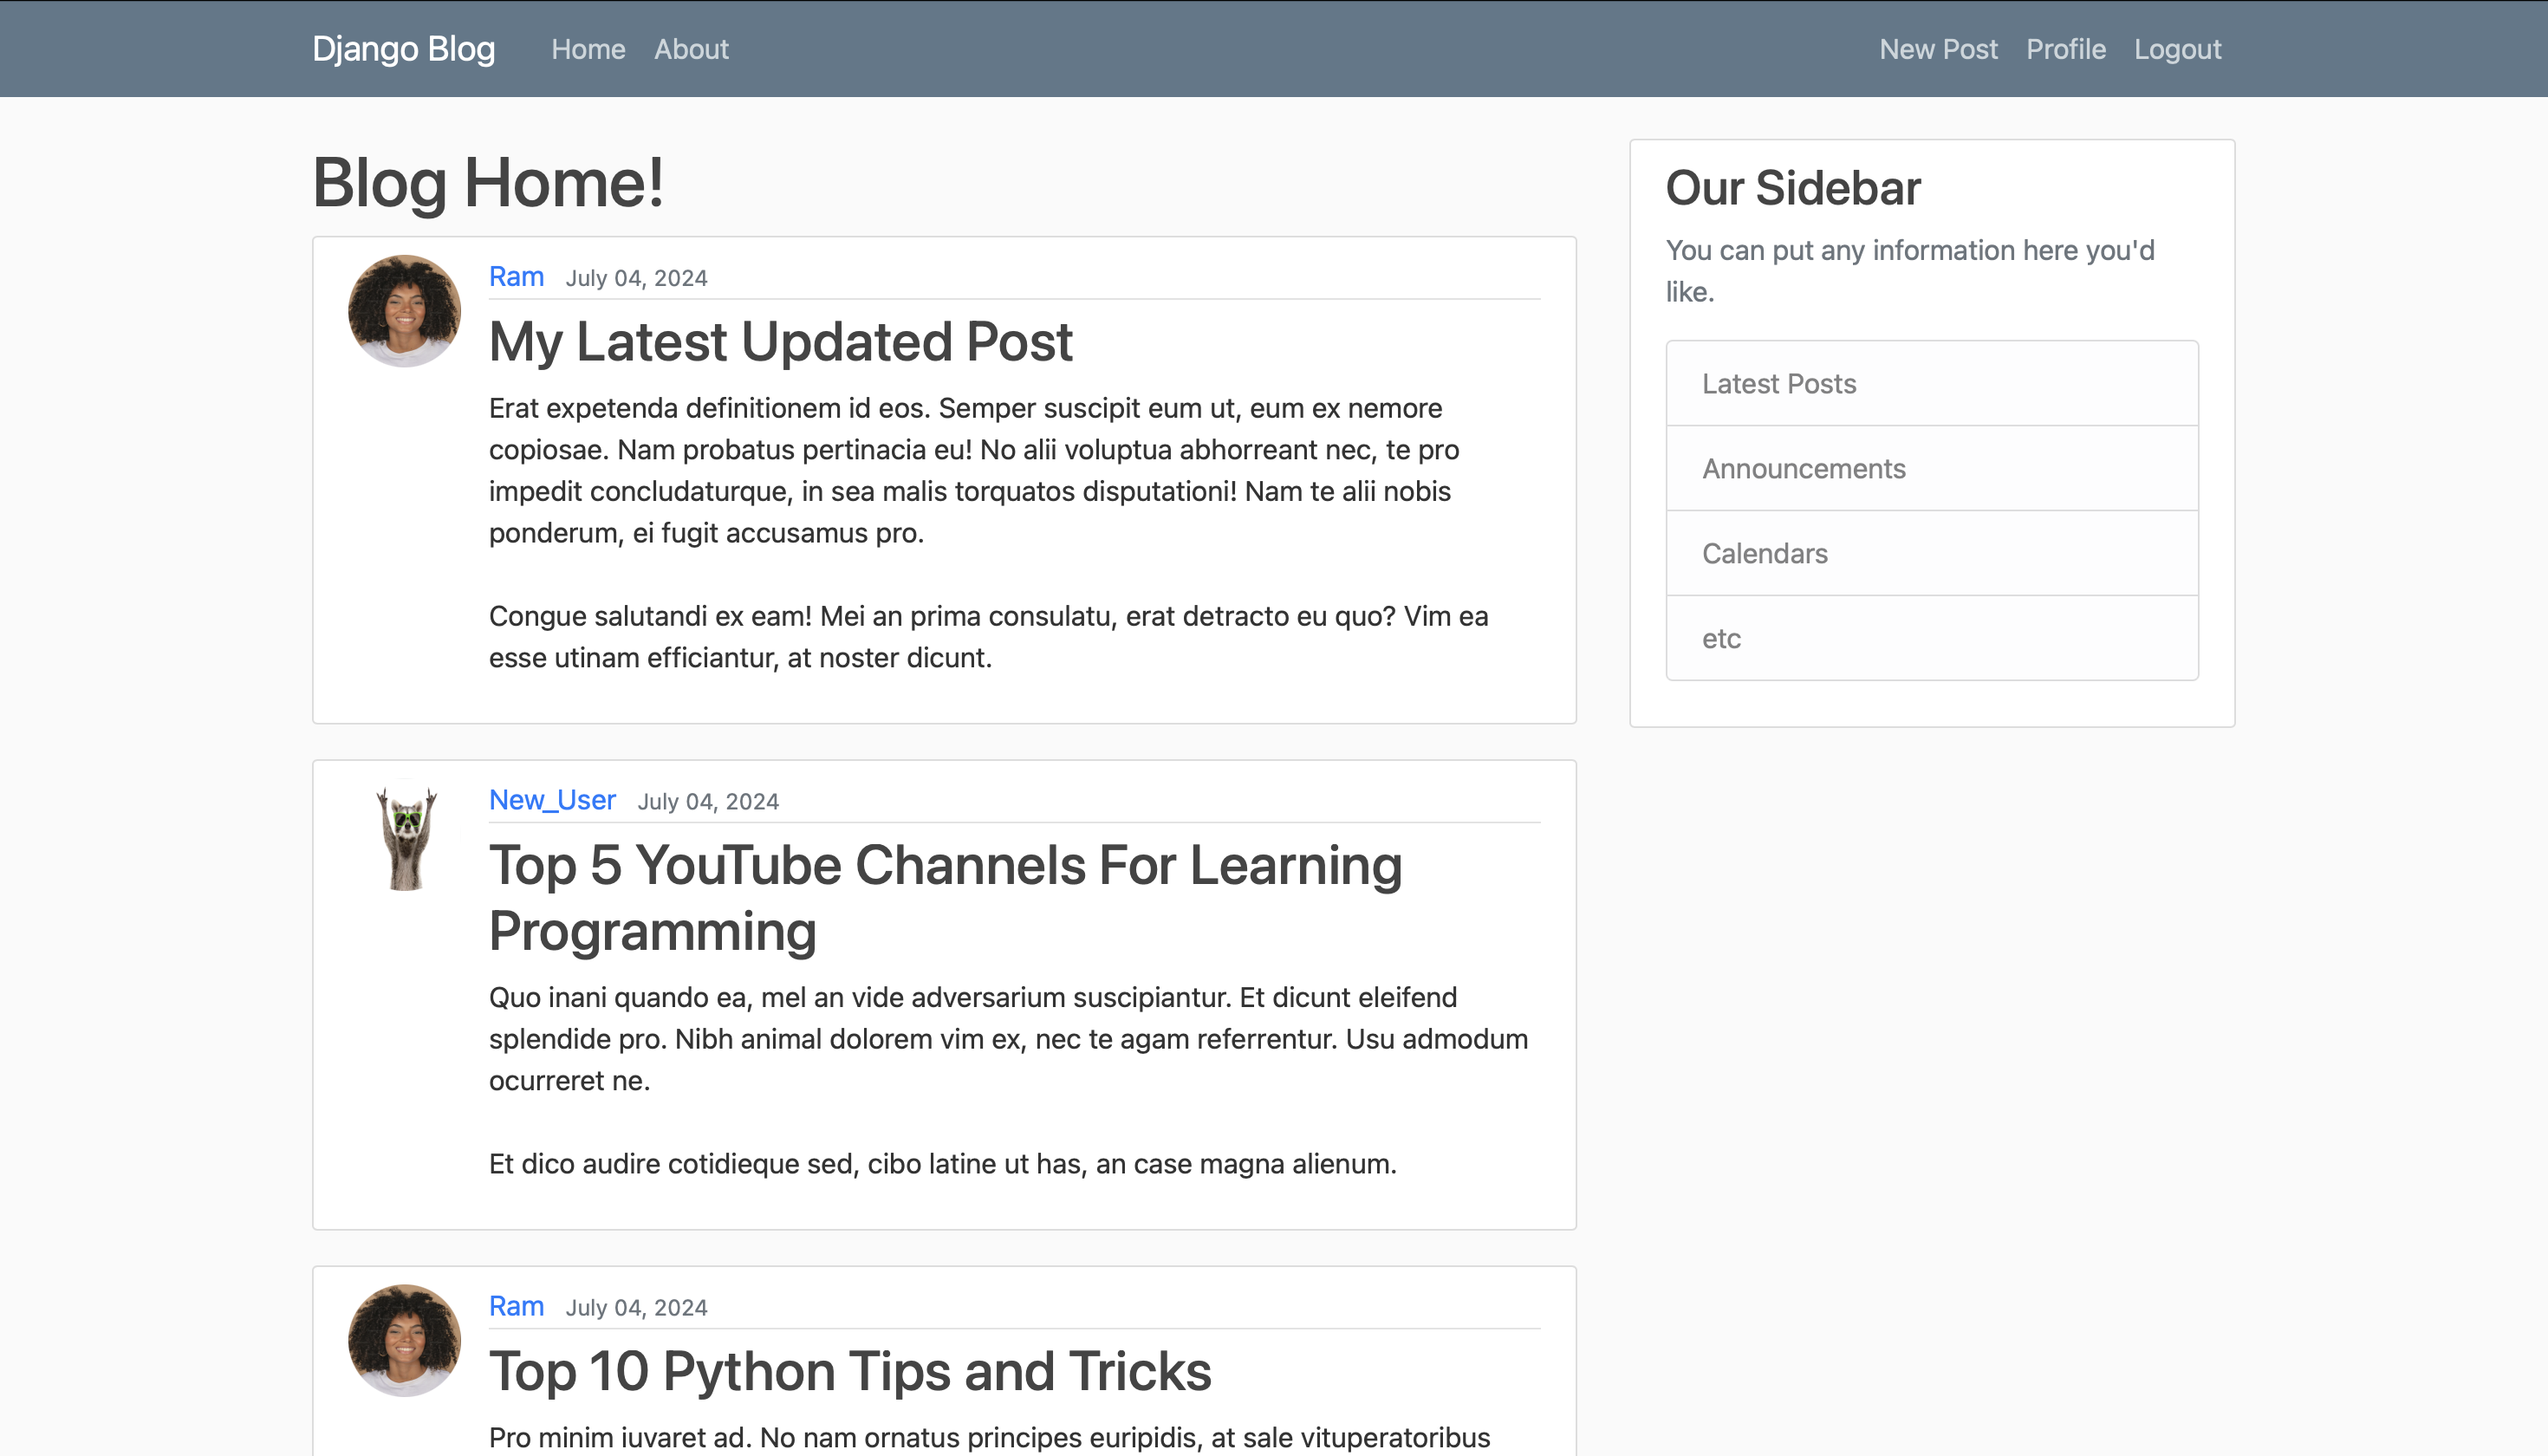 Django Blog Home About New Post Profile Logout
Blog Home!
Ram July 04, 2024
My Latest Updated Post
Erat expetenda definitionem id eos. Semper suscipit eum ut, eum ex nemore
copiosae. Nam probatus pertinacia eu! No alii voluptua abhorreant nec, te pro
impedit concludaturque, in sea malis torquatos disputationi! Nam te alii nobis
ponderum, ei fugit accusamus pro.
Congue salutandi ex eam! Mei an prima consulatu, erat detracto eu quo? Vim ea
esse utinam efficiantur, at noster dicunt.
New_User July 04, 2024
Top 5 YouTube Channels For Learning
Programming
Quo inani quando ea, mel an vide adversarium suscipiantur. Et dicunt eleifend
splendide pro. Nibh animal dolorem vim ex, nec te agam referrentur. Usu admodum
ocurreret ne.
Et dico audire cotidieque sed, cibo latine ut has, an case magna alienum.
Ram July 04, 2024
Top 10 Python Tips and Tricks
Pro minim iuvaret ad. No nam ornatus principes euripidis, at sale vituperatoribus
Our Sidebar
You can put any information here you'd
like.
Latest Posts
Announcements
Calendars
etc